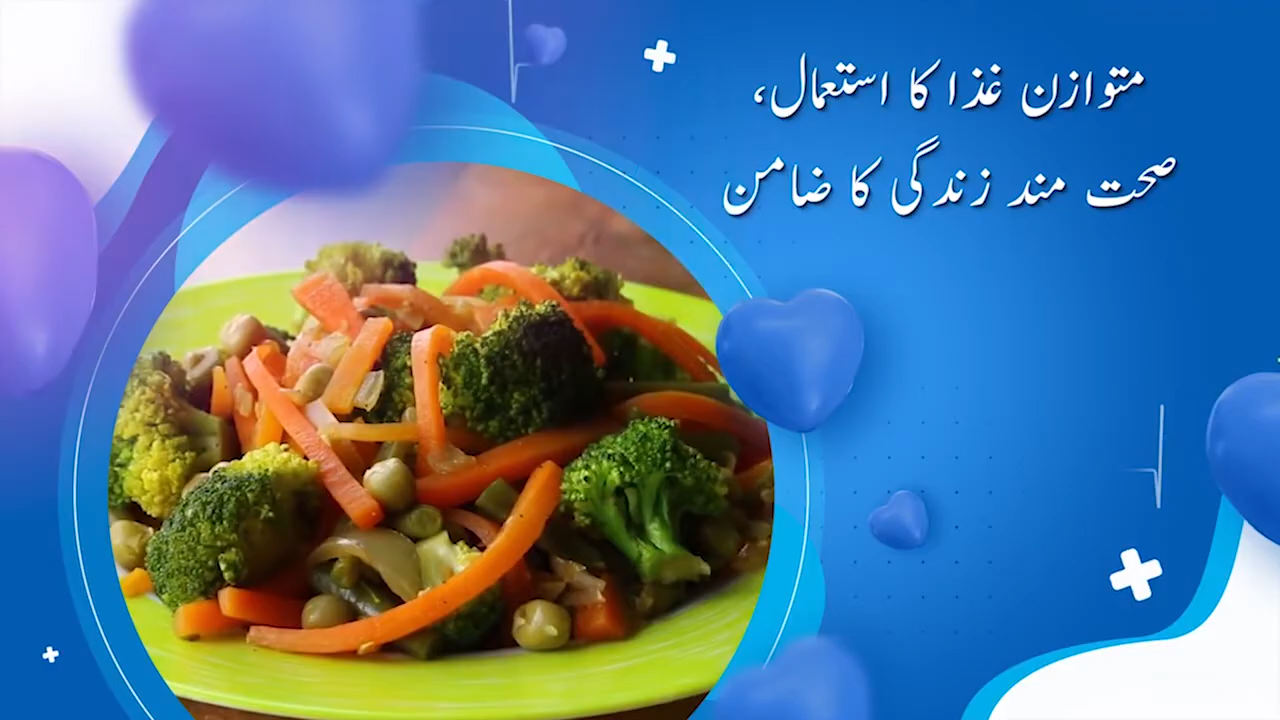 متوازن غذا کا استعمال،
صحت مند زندگی کا ضامن